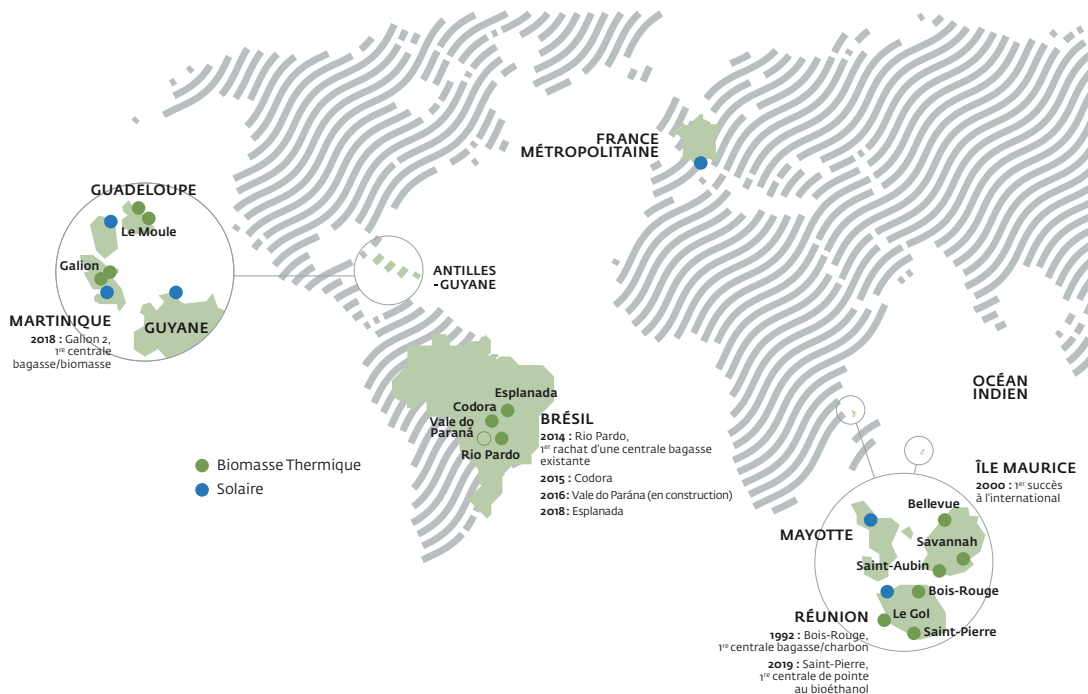 FRANCE
MÉTROPOLITAINE
GUADELOUPE
Le Moule
Galion
MARTINIQUE
2018 : Galion 2,
1re centrale
bagasse/biomasse
GUYANE
ANTILLES
-GUYANE
Esplanada
Codora
Vale do
Paraná
Rio Pardo
BRÉSIL
2014 : Rio Pardo,
1er rachat d'une centrale bagasse
existante
2015 : Codora
2016 : Vale do Parána (en construction)
2018 : Esplanada
Biomasse Thermique
Solaire
OCÉAN
INDIEN
ÎLE MAURICE
2000 : 1er succès
à l'international
Bellevue
MAYOTTE
Savannah
Saint-Aubin
Bois-Rouge
RÉUNION
Le Gol
Saint-Pierre
1992 : Bois-Rouge,
1re centrale bagasse/charbon
2019 : Saint-Pierre,
1re centrale de pointe
au bioéthanol